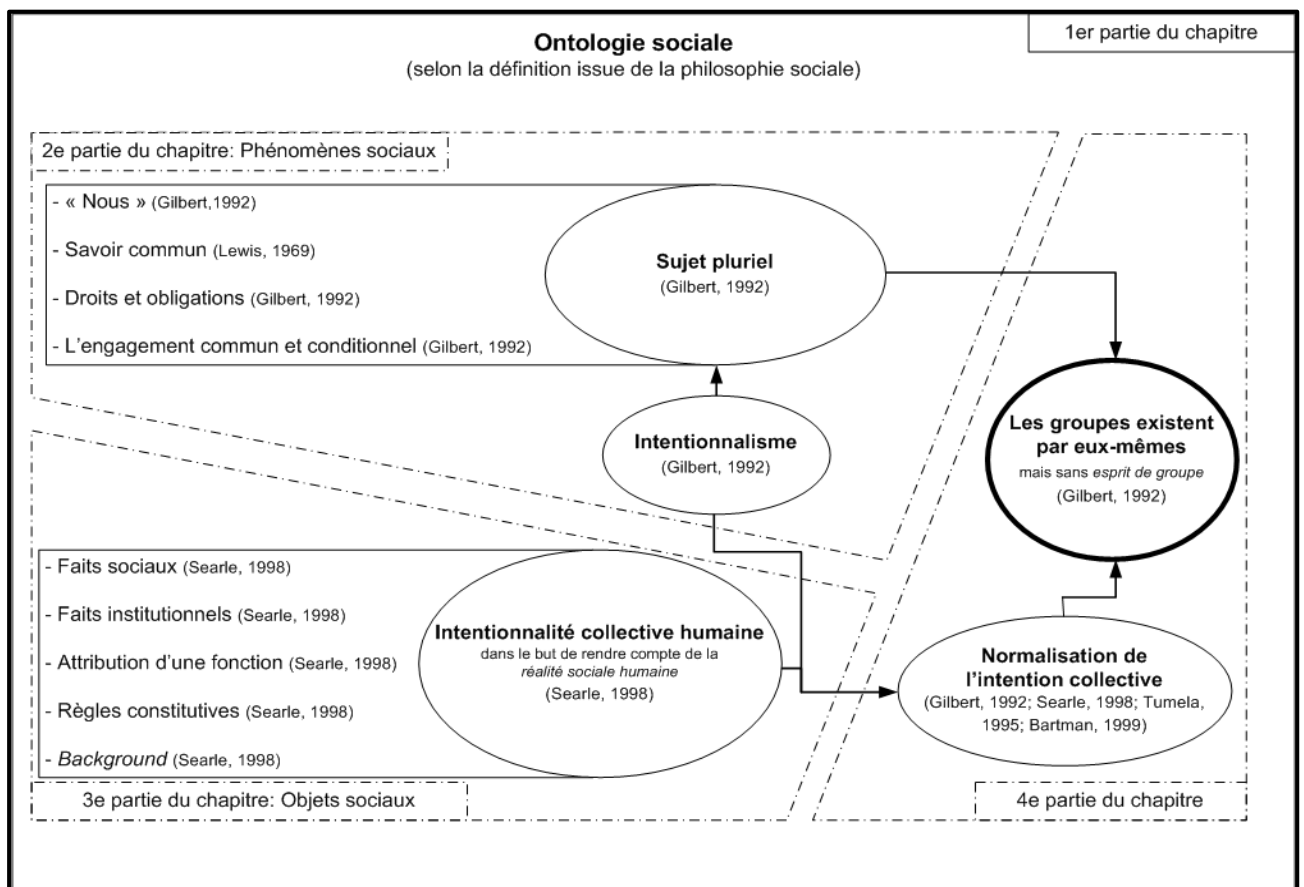 1er partie du chapitre
Ontologie sociale
(selon la définition issue de la philosophie sociale)
2e partie du chapitre: Phénomènes sociaux
- « Nous » (Gilbert,1992)
- Savoir commun (Lewis, 1969)
- Droits et obligations (Gilbert, 1992)
- L'engagement commun et conditionnel (Gilbert, 1992)
Sujet pluriel
(Gilbert, 1992)
Intentionnalisme
(Gilbert, 1992)
Les groupes existent
par eux-mêmes
mais sans esprit de groupe
(Gilbert, 1992)
- Faits sociaux (Searle, 1998)
- Faits institutionnels (Searle, 1998)
- Attribution d'une fonction (Searle, 1998)
- Règles constitutives (Searle, 1998)
- Background (Searle, 1998)
Intentionnalité collective humaine
dans le but de rendre compte de la
réalité sociale humaine
(Searle, 1998)
Normalisation de
l'intention collective
(Gilbert, 1992; Searle, 1998; Tumela,
1995; Bartman, 1999)
3e partie du chapitre: Objets sociaux
4e partie du chapitre